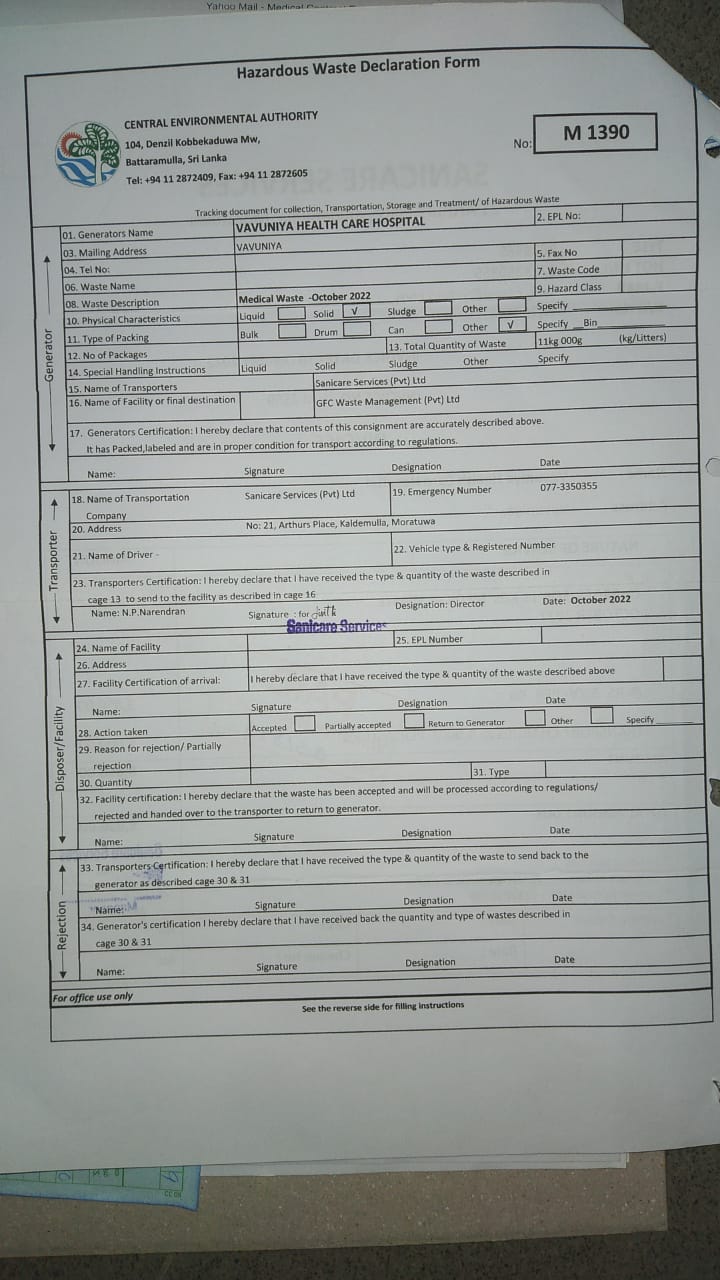 Yahoo Mail - Medical
Hazardous Waste Declaration Form
CENTRAL ENVIRONMENTAL AUTHORITY
104, Denzil Kobbekaduwa Mw,
Battaramulla, Sri Lanka
Tel: +94 11 2872409, Fax: +94 11 2872605
No: M 1390
Tracking document for collection, Transportation, Storage and Treatment/ of Hazardous Waste
Generator
01. Generators Name VAVUNIYA HEALTH CARE HOSPITAL 2. EPL No:
03. Mailing Address VAVUNIYA
04. Tel No: 5. Fax No
06. Waste Name 7. Waste Code
08. Waste Description Medical Waste -October 2022 9. Hazard Class
10. Physical Characteristics Liquid Solid V Sludge Other Specify
11. Type of Packing Bulk Drum Can Other V Specify __Bin__
12. No of Packages 13. Total Quantity of Waste 11kg 000g (kg/Litters)
14. Special Handling Instructions Liquid Solid Sludge Other Specify
15. Name of Transporters Sanicare Services (Pvt) Ltd
16. Name of Facility or final destination GFC Waste Management (Pvt) Ltd
17. Generators Certification: I hereby declare that contents of this consignment are accurately described above.
It has Packed,labeled and are in proper condition for transport according to regulations.
Name: Signature Designation Date
Transporter
18. Name of Transportation Company Sanicare Services (Pvt) Ltd 19. Emergency Number 077-3350355
20. Address No: 21, Arthurs Place, Kaldemulla, Moratuwa
21. Name of Driver - 22. Vehicle type & Registered Number
23. Transporters Certification: I hereby declare that I have received the type & quantity of the waste described in
cage 13 to send to the facility as described in cage 16
Name: N.P.Narendran Signature : for Designation: Director Date: October 2022
Sanicare Services
Disposer/Facility
24. Name of Facility 25. EPL Number
26. Address
27. Facility Certification of arrival: I hereby declare that I have received the type & quantity of the waste described above
Name: Signature Designation Date
28. Action taken Accepted Partially accepted Return to Generator Other Specify
29. Reason for rejection/ Partially
rejection
30. Quantity 31. Type
32. Facility certification: I hereby declare that the waste has been accepted and will be processed according to regulations/
rejected and handed over to the transporter to return to generator.
Name: Signature Designation Date
Rejection
33. Transporters Certification: I hereby declare that I have received the type & quantity of the waste to send back to the
generator as described cage 30 & 31
Name: Signature Designation Date
34. Generator's certification I hereby declare that I have received back the quantity and type of wastes described in
cage 30 & 31
Name: Signature Designation Date
For office use only
See the reverse side for filling instructions